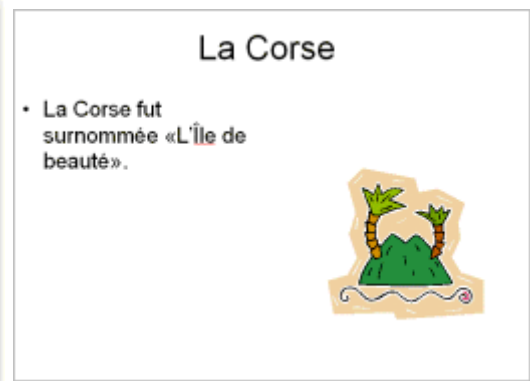 La Corse
• La Corse fut
surnommée «L'Île de
beauté».